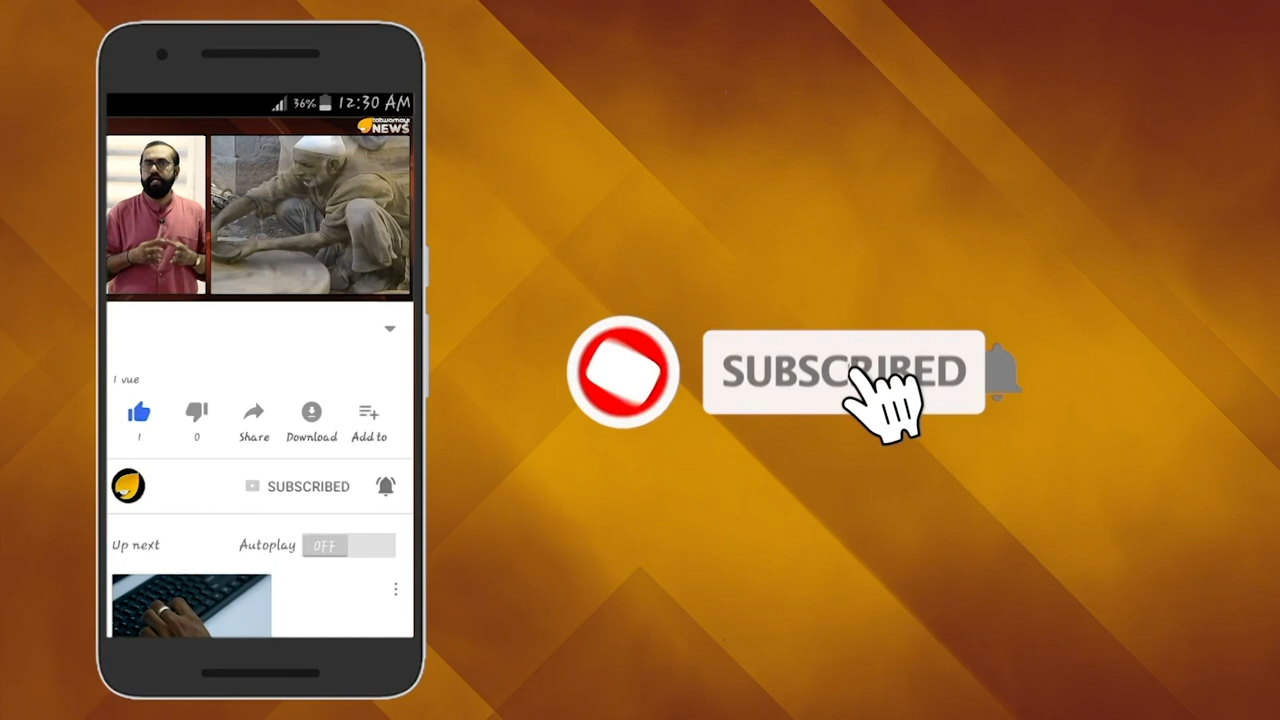 36% 12:30 AM
tatwamayi
NEWS
1 vue
1
0
Share
Download
Add to
SUBSCRIBED
Up next
Autoplay
OFF
SUBSCRIBED